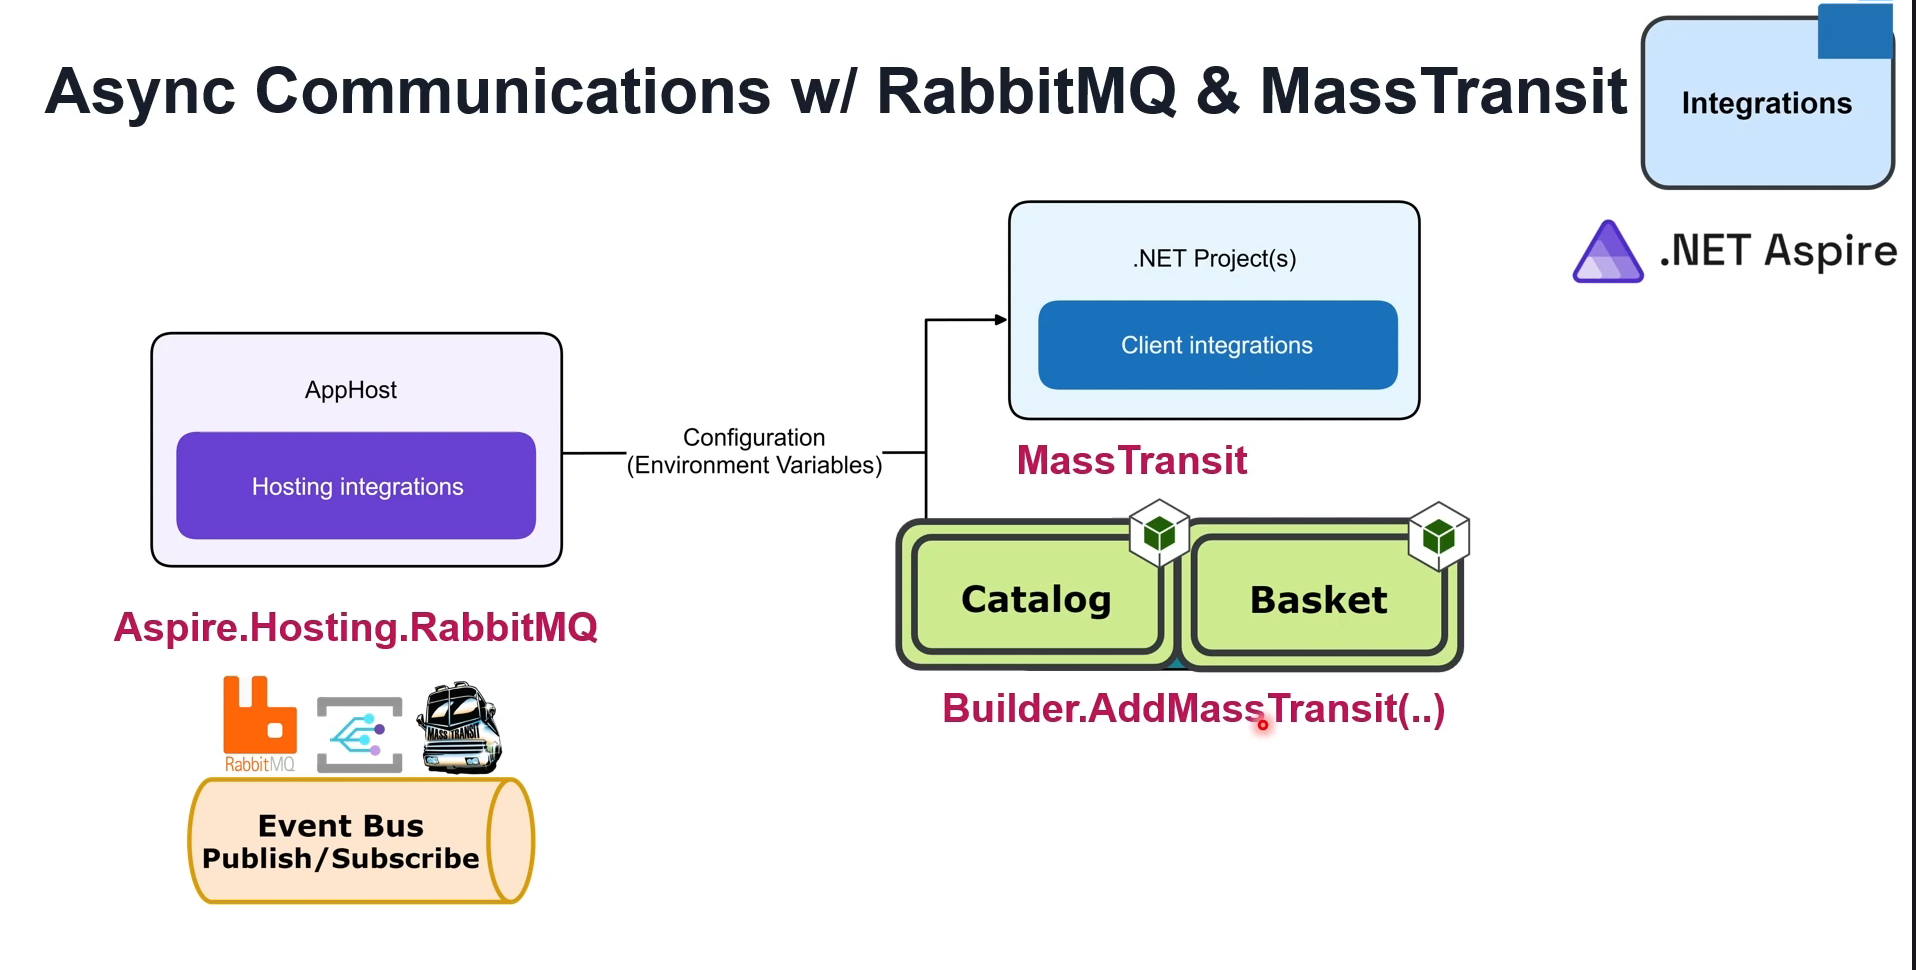 Async Communications w/ RabbitMQ & MassTransit
Integrations
.NET Aspire
.NET Project(s)
Client integrations
AppHost
Hosting integrations
Configuration
(Environment Variables)
MassTransit
Catalog
Basket
Builder.AddMassTransit(..)
Aspire.Hosting.RabbitMQ
RabbitMQ
MASS TRANSIT
Event Bus
Publish/Subscribe